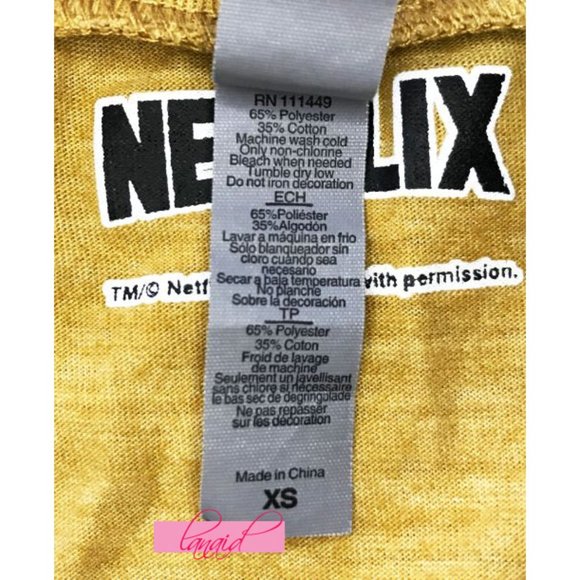 RN 111449
65% Polyester
35% Cotton
Machine wash cold
Only non-chlorine
Bleach when needed
Tumble dry low
Do not iron decoration
ECH
65%Poliéster
35%Algodón
Lavar a máquina en frio
Sólo blanqueador sin
cloro cuando sea
necesario
Secar a baja temperatura
No planche
Sobre la decoración
TP
65% Polyester
35% Coton
Froid de lavage
de machine
Seulement un javellisant
sans chlore si nécessaire
le bas sec de degringolade
Ne pas repasser
sur les décoration
Made in China
XS
NE LIX
TM/© Netf with permission.
lanaid